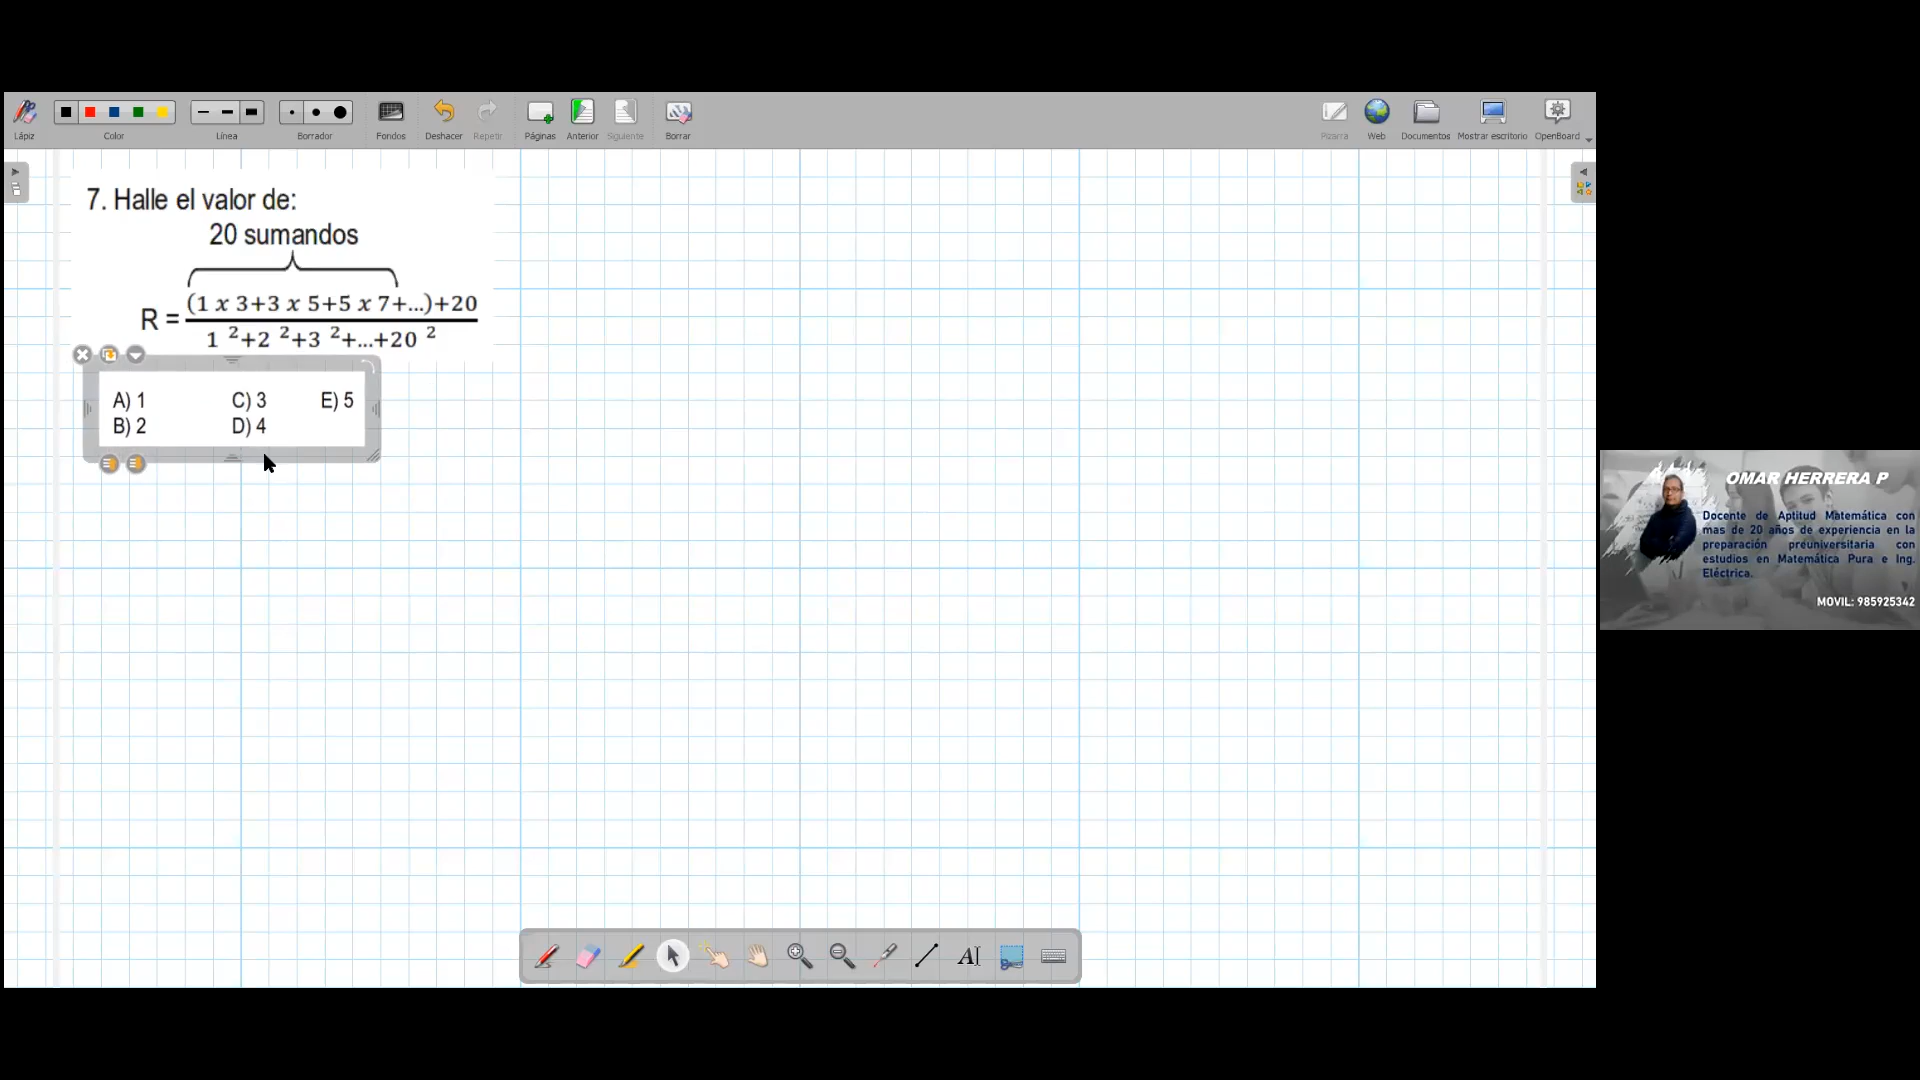 Lápiz
Color
Línea
Borrador
Fondos
Deshacer
Repetir
Páginas
Anterior
Siguiente
Borrar
Pizarra
Web
Documentos
Mostrar escritorio
OpenBoard
7. Halle el valor de:
20 sumandos
R = (1 x 3+3 x 5+5 x 7+...)+20
1 ²+2 ²+3 ²+...+20 ²
A) 1 C) 3 E) 5
B) 2 D) 4
OMAR HERRERA P
Docente de Aptitud Matemática con
mas de 20 años de experiencia en la
preparación preuniversitaria con
estudios en Matemática Pura e Ing.
Eléctrica.
MOVIL: 985925342
AI